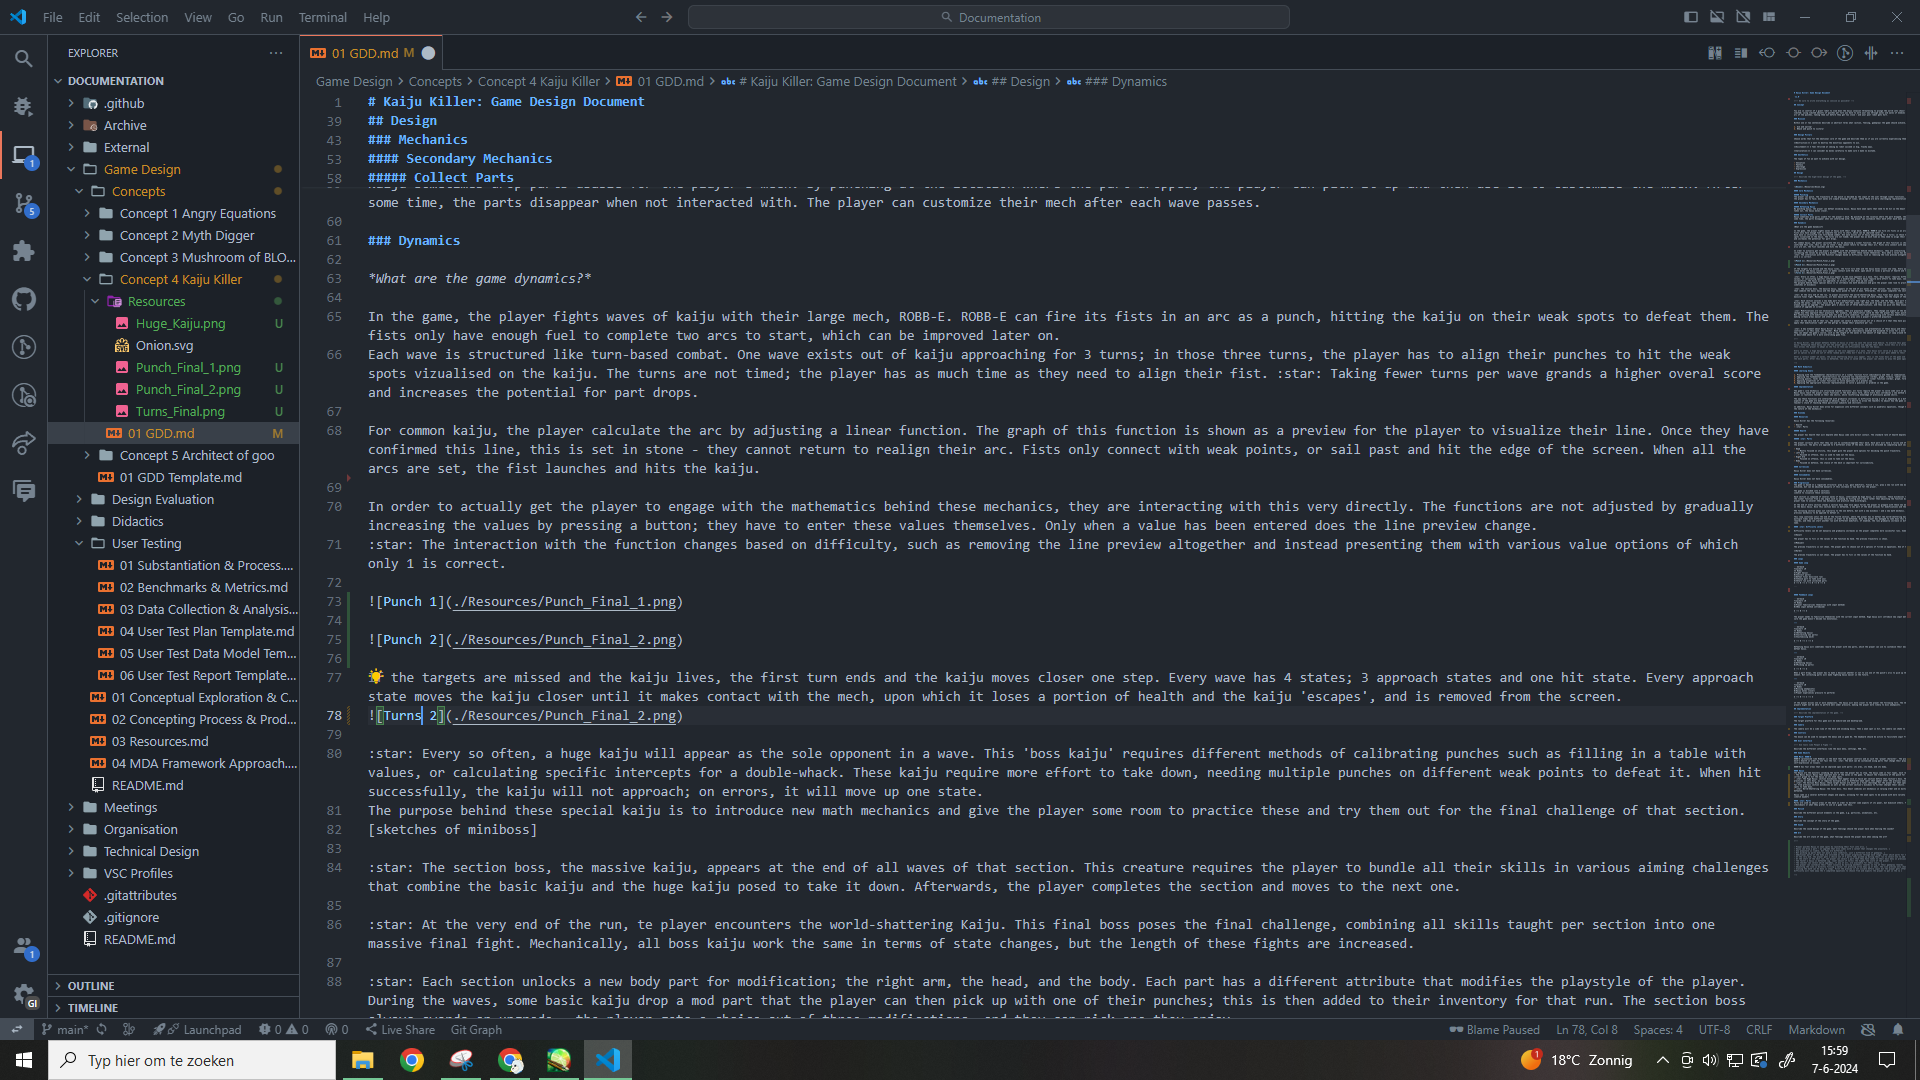 File Edit Selection View Go Run Terminal Help
Documentation
EXPLORER
01 GDD.md M
DOCUMENTATION
.github
Archive
External
Game Design
Concepts
Concept 1 Angry Equations
Concept 2 Myth Digger
Concept 3 Mushroom of BLO...
Concept 4 Kaiju Killer
Resources
Huge_Kaiju.png U
Onion.svg
Punch_Final_1.png U
Punch_Final_2.png U
Turns_Final.png U
01 GDD.md M
Concept 5 Architect of goo
01 GDD Template.md
Design Evaluation
Didactics
User Testing
01 Substantiation & Process....
02 Benchmarks & Metrics.md
03 Data Collection & Analysis...
04 User Test Plan Template.md
05 User Test Data Model Tem...
06 User Test Report Template...
01 Conceptual Exploration & C...
02 Concepting Process & Prod...
03 Resources.md
04 MDA Framework Approach....
README.md
Meetings
Organisation
Technical Design
VSC Profiles
.gitattributes
.gitignore
README.md
OUTLINE
TIMELINE
1
5
1
GI
Game Design > Concepts > Concept 4 Kaiju Killer > 01 GDD.md > # Kaiju Killer: Game Design Document > ## Design > ### Dynamics
1 # Kaiju Killer: Game Design Document
39 ## Design
43 ### Mechanics
53 #### Secondary Mechanics
58 ##### Collect Parts
some time, the parts disappear when not interacted with. The player can customize their mech after each wave passes.
60
61 ### Dynamics
62
63 *What are the game dynamics?*
64
65 In the game, the player fights waves of kaiju with their large mech, ROBB-E. ROBB-E can fire its fists in an arc as a punch, hitting the kaiju on their weak spots to defeat them. The
fists only have enough fuel to complete two arcs to start, which can be improved later on.
66 Each wave is structured like turn-based combat. One wave exists out of kaiju approaching for 3 turns; in those three turns, the player has to align their punches to hit the weak
spots vizualised on the kaiju. The turns are not timed; the player has as much time as they need to align their fist. :star: Taking fewer turns per wave grands a higher overal score
and increases the potential for part drops.
67
68 For common kaiju, the player calculate the arc by adjusting a linear function. The graph of this function is shown as a preview for the player to visualize their line. Once they have
confirmed this line, this is set in stone - they cannot return to realign their arc. Fists only connect with weak points, or sail past and hit the edge of the screen. When all the
arcs are set, the fist launches and hits the kaiju.
69
70 In order to actually get the player to engage with the mathematics behind these mechanics, they are interacting with this very directly. The functions are not adjusted by gradually
increasing the values by pressing a button; they have to enter these values themselves. Only when a value has been entered does the line preview change.
71 :star: The interaction with the function changes based on difficulty, such as removing the line preview altogether and instead presenting them with various value options of which
only 1 is correct.
72
73 ![Punch 1](./Resources/Punch_Final_1.png)
74
75 ![Punch 2](./Resources/Punch_Final_2.png)
76
77 the targets are missed and the kaiju lives, the first turn ends and the kaiju moves closer one step. Every wave has 4 states; 3 approach states and one hit state. Every approach
state moves the kaiju closer until it makes contact with the mech, upon which it loses a portion of health and the kaiju 'escapes', and is removed from the screen.
78 ![Turns 2](./Resources/Punch_Final_2.png)
79
80 :star: Every so often, a huge kaiju will appear as the sole opponent in a wave. This 'boss kaiju' requires different methods of calibrating punches such as filling in a table with
values, or calculating specific intercepts for a double-whack. These kaiju require more effort to take down, needing multiple punches on different weak points to defeat it. When hit
successfully, the kaiju will not approach; on errors, it will move up one state.
81 The purpose behind these special kaiju is to introduce new math mechanics and give the player some room to practice these and try them out for the final challenge of that section.
82 [sketches of miniboss]
83
84 :star: The section boss, the massive kaiju, appears at the end of all waves of that section. This creature requires the player to bundle all their skills in various aiming challenges
that combine the basic kaiju and the huge kaiju posed to take it down. Afterwards, the player completes the section and moves to the next one.
85
86 :star: At the very end of the run, te player encounters the world-shattering Kaiju. This final boss poses the final challenge, combining all skills taught per section into one
massive final fight. Mechanically, all boss kaiju work the same in terms of state changes, but the length of these fights are increased.
87
88 :star: Each section unlocks a new body part for modification; the right arm, the head, and the body. Each part has a different attribute that modifies the playstyle of the player.
During the waves, some basic kaiju drop a mod part that the player can then pick up with one of their punches; this is then added to their inventory for that run. The section boss
main* Launchpad 0 0 0 Live Share Git Graph
Blame Paused Ln 78, Col 8 Spaces: 4 UTF-8 CRLF Markdown
Typ hier om te zoeken
1 18°C Zonnig
15:59
7-6-2024